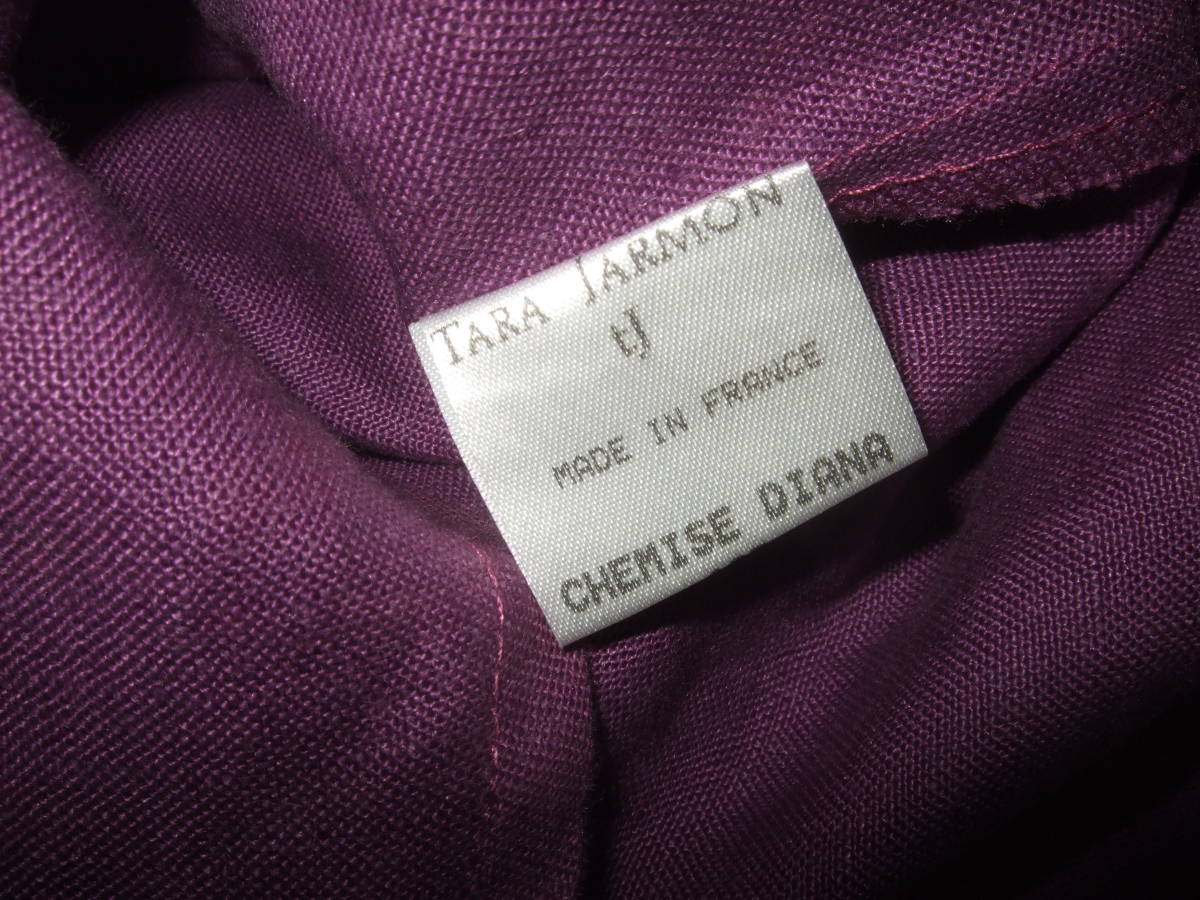 TARA JARMON
tJ
MADE IN FRANCE
CHEMISE DIANA